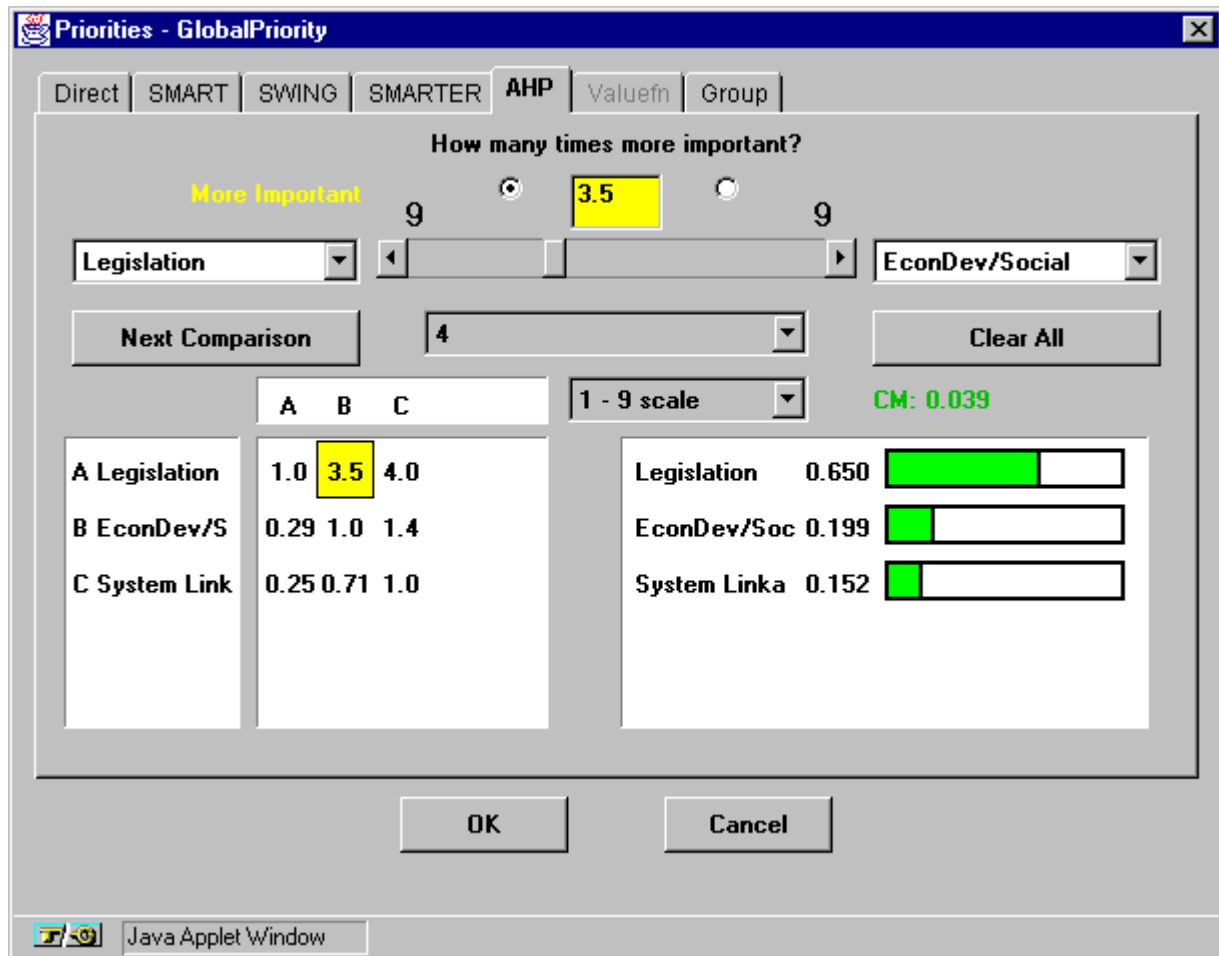 Priorities - GlobalPriority
Direct SMART SWING SMARTER AHP Valuefn Group
How many times more important?
More Important 9 3.5 9
Legislation EconDev/Social
Next Comparison 4 Clear All
A B C 1 - 9 scale CM: 0.039
A Legislation 1.0 3.5 4.0 Legislation 0.650
B EconDev/S 0.29 1.0 1.4 EconDev/Soc 0.199
C System Link 0.25 0.71 1.0 System Linka 0.152
OK Cancel
Java Applet Window